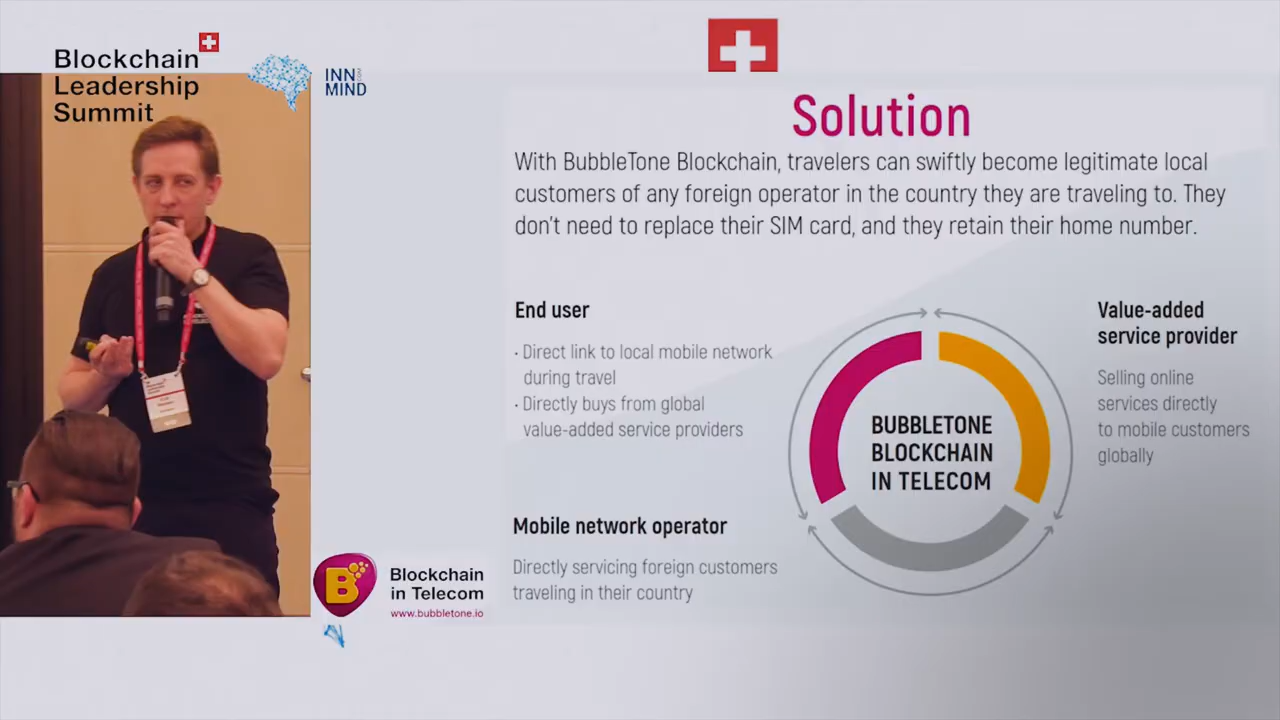 Blockchain
Leadership
Summit
INN
MIND
Solution
With BubbleTone Blockchain, travelers can swiftly become legitimate local
customers of any foreign operator in the country they are traveling to. They
don't need to replace their SIM card, and they retain their home number.
End user
· Direct link to local mobile network
during travel
· Directly buys from global
value-added service providers
Mobile network operator
Directly servicing foreign customers
traveling in their country
BUBBLETONE
BLOCKCHAIN
IN TELECOM
Value-added
service provider
Selling online
services directly
to mobile customers
globally
B
Blockchain
in Telecom
www.bubbletone.io